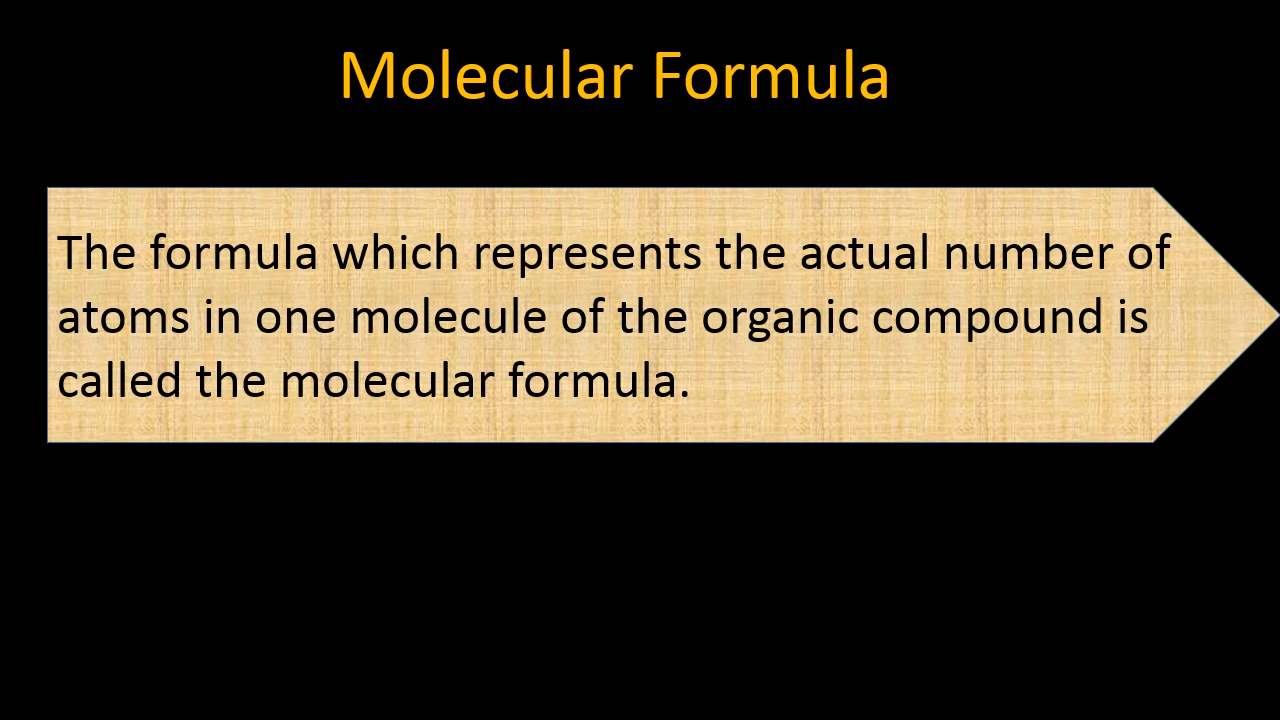 Molecular Formula
The formula which represents the actual number of
atoms in one molecule of the organic compound is
called the molecular formula.